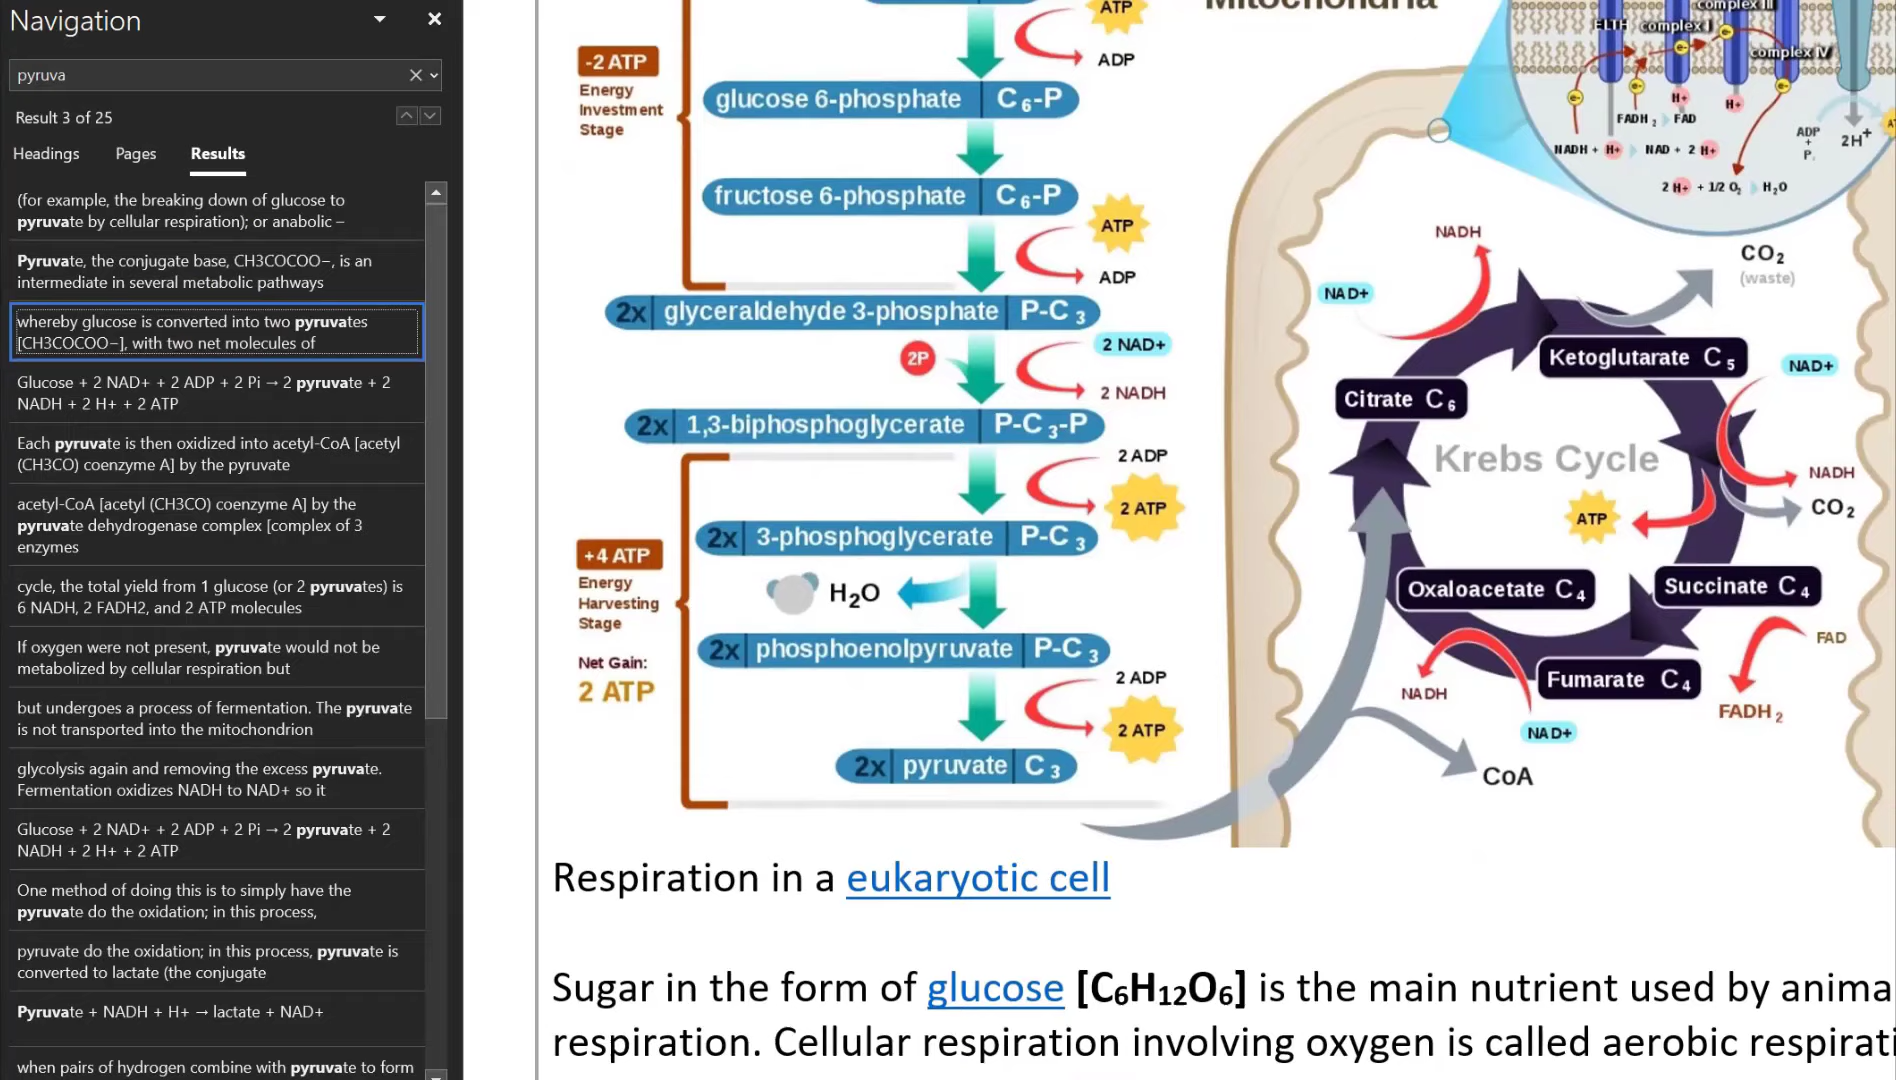 Navigation
pyruva
Result 3 of 25
Headings Pages Results
(for example, the breaking down of glucose to
pyruvate by cellular respiration); or anabolic –
Pyruvate, the conjugate base, CH3COCOO−, is an
intermediate in several metabolic pathways
whereby glucose is converted into two pyruvates
[CH3COCOO−], with two net molecules of
Glucose + 2 NAD+ + 2 ADP + 2 Pi → 2 pyruvate + 2
NADH + 2 H+ + 2 ATP
Each pyruvate is then oxidized into acetyl-CoA [acetyl
(CH3CO) coenzyme A] by the pyruvate
acetyl-CoA [acetyl (CH3CO) coenzyme A] by the
pyruvate dehydrogenase complex [complex of 3
enzymes
cycle, the total yield from 1 glucose (or 2 pyruvates) is
6 NADH, 2 FADH2, and 2 ATP molecules
If oxygen were not present, pyruvate would not be
metabolized by cellular respiration but
but undergoes a process of fermentation. The pyruvate
is not transported into the mitochondrion
glycolysis again and removing the excess pyruvate.
Fermentation oxidizes NADH to NAD+ so it
Glucose + 2 NAD+ + 2 ADP + 2 Pi → 2 pyruvate + 2
NADH + 2 H+ + 2 ATP
One method of doing this is to simply have the
pyruvate do the oxidation; in this process,
pyruvate do the oxidation; in this process, pyruvate is
converted to lactate (the conjugate
Pyruvate + NADH + H+ → lactate + NAD+
when pairs of hydrogen combine with pyruvate to form
-2 ATP
Energy
Investment
Stage
ATP
ADP
glucose 6-phosphate C₆-P
fructose 6-phosphate C₆-P
ATP
ADP
2x glyceraldehyde 3-phosphate P-C₃
2P
2 NAD+
2 NADH
2x 1,3-biphosphoglycerate P-C₃-P
2 ADP
2 ATP
2x 3-phosphoglycerate P-C₃
+4 ATP
Energy
Harvesting
Stage
H₂O
2x phosphoenolpyruvate P-C₃
Net Gain:
2 ATP
2 ADP
2 ATP
2x pyruvate C₃
Mitochondria
complex III
complex I
complex IV
e-
e-
e-
e-
e-
H+
H+
FADH₂ FAD
NADH + H+ NAD + 2 H+
2 H+ + 1/2 O₂ H₂O
ADP
+
P
2H+
NADH
NAD+
CO₂
(waste)
Ketoglutarate C₅
NAD+
Citrate C₆
Krebs Cycle
NADH
CO₂
ATP
Oxaloacetate C₄
Succinate C₄
FAD
Fumarate C₄
NADH
FADH₂
NAD+
CoA
Respiration in a eukaryotic cell
Sugar in the form of glucose [C₆H₁₂O₆] is the main nutrient used by anima
respiration. Cellular respiration involving oxygen is called aerobic respirati